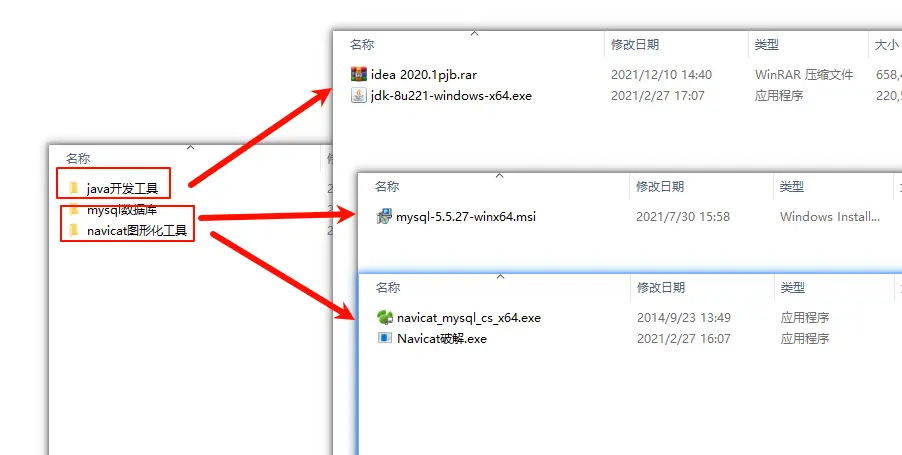 名称
java开发工具
mysql数据库
navicat图形化工具
名称 修改日期 类型 大小
idea 2020.1pjb.rar 2021/12/10 14:40 WinRAR 压缩文件 658,
jdk-8u221-windows-x64.exe 2021/2/27 17:07 应用程序 220,
名称 修改日期 类型
mysql-5.5.27-winx64.msi 2021/7/30 15:58 Windows Install...
名称 修改日期 类型
navicat_mysql_cs_x64.exe 2014/9/23 13:49 应用程序
Navicat破解.exe 2021/2/27 16:07 应用程序